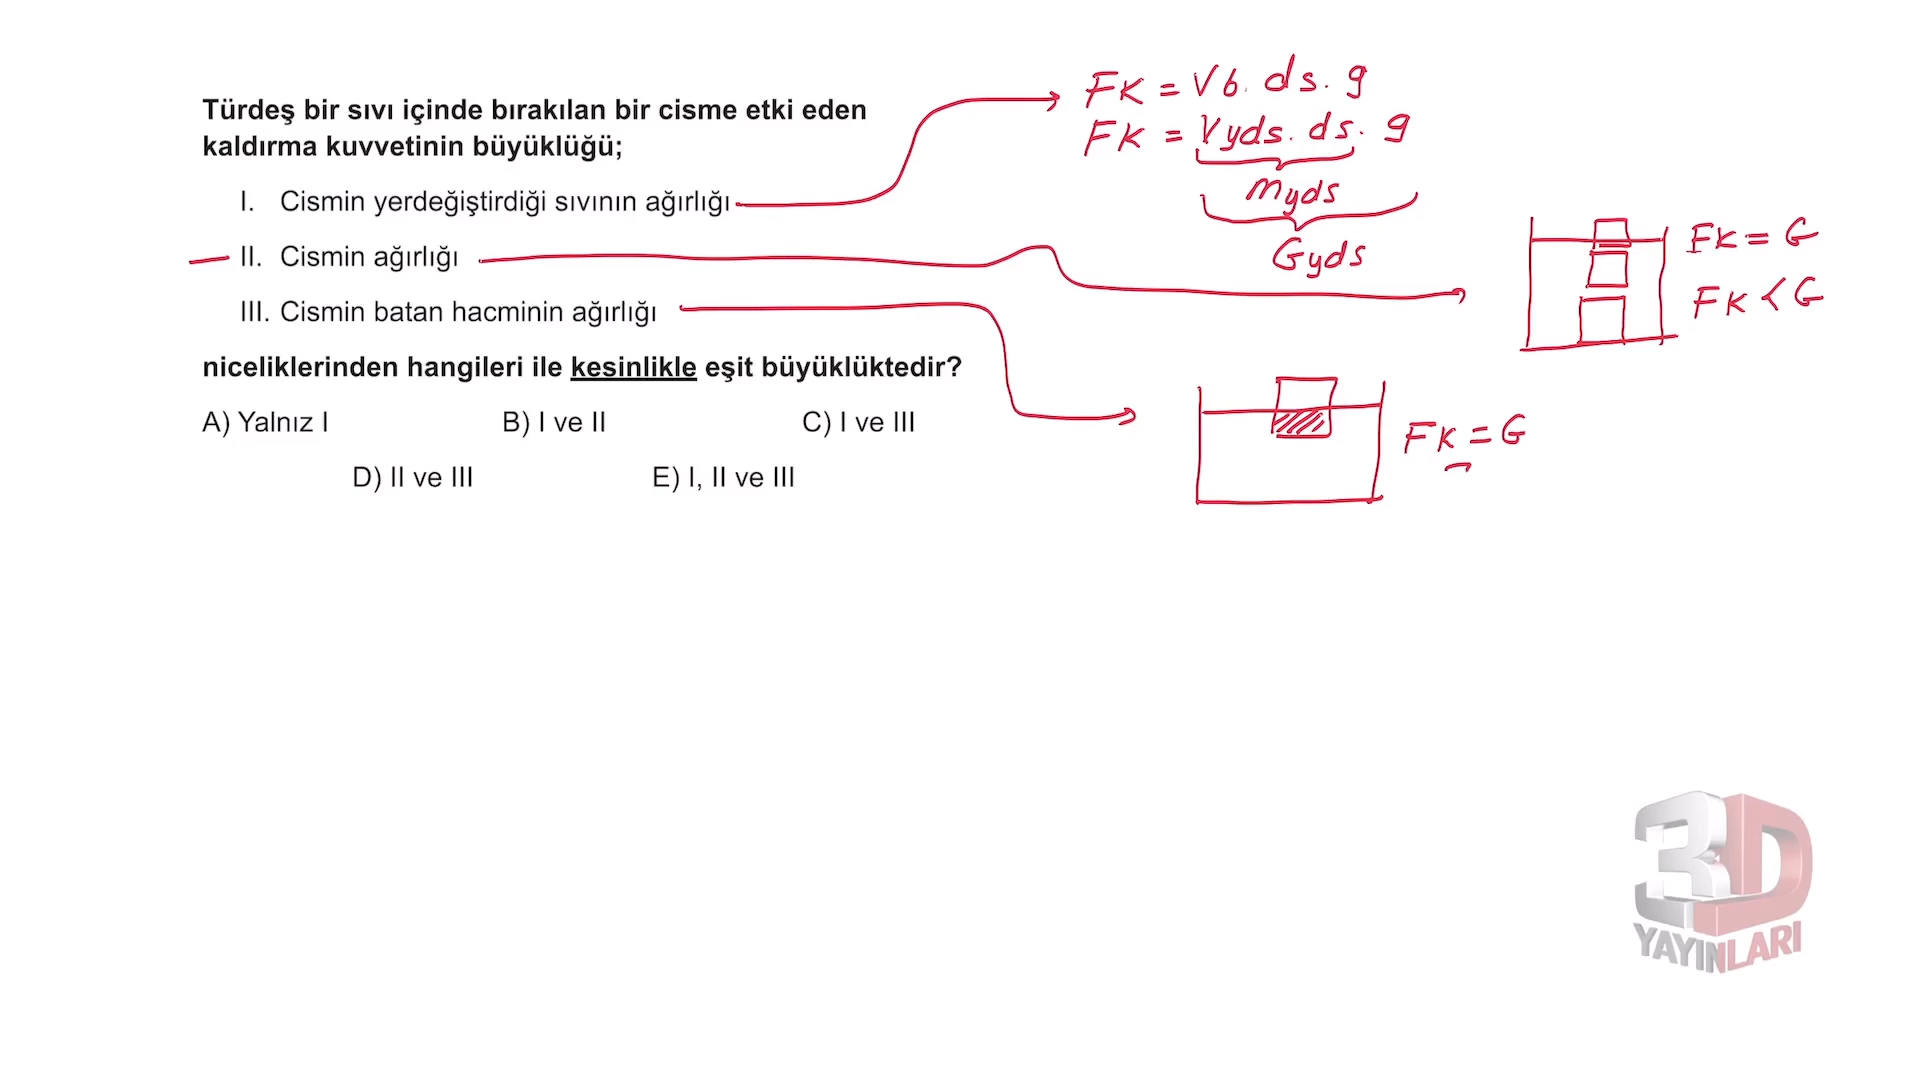 Türdeş bir sıvı içinde bırakılan bir cisme etki eden
kaldırma kuvvetinin büyüklüğü;
I. Cismin yerdeğiştirdiği sıvının ağırlığı
II. Cismin ağırlığı
III. Cismin batan hacminin ağırlığı
niceliklerinden hangileri ile kesinlikle eşit büyüklüktedir?
A) Yalnız I B) I ve II C) I ve III
D) II ve III E) I, II ve III
FK = Vb. ds. g
FK = Vyds. ds. g
myds
Gyds
FK = G
FK < G
FK = G
3D
YAYINLARI